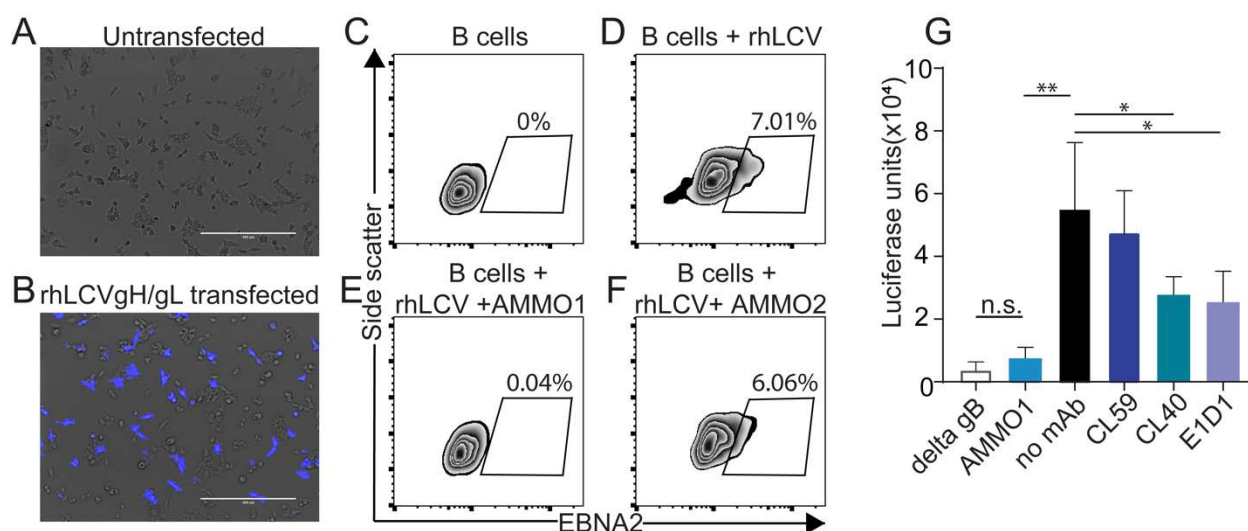 A
Untransfected
B
rhLCVgH/gL transfected
C
B cells
0%
D
B cells + rhLCV
7.01%
E
B cells +
rhLCV +AMMO1
0.04%
F
B cells +
rhLCV+ AMMO2
6.06%
Side scatter
EBNA2
G
Luciferase units(x10⁴)
10
8
6
4
2
0
n.s.
**
*
*
delta gB
AMMO1
no mAb
CL59
CL40
E1D1